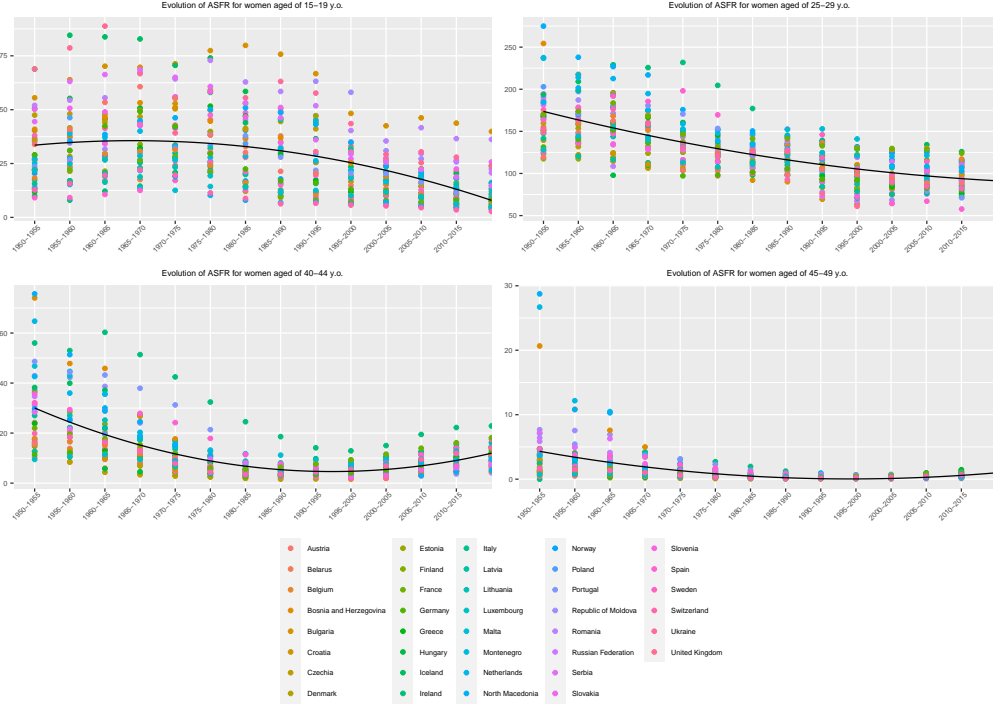 Evolution of ASFR for women aged of 15−19 y.o.
75
50
25
0
1950−1955
1955−1960
1960−1965
1965−1970
1970−1975
1975−1980
1980−1985
1985−1990
1990−1995
1995−2000
2000−2005
2005−2010
2010−2015
Evolution of ASFR for women aged of 25−29 y.o.
250
200
150
100
50
1950−1955
1955−1960
1960−1965
1965−1970
1970−1975
1975−1980
1980−1985
1985−1990
1990−1995
1995−2000
2000−2005
2005−2010
2010−2015
Evolution of ASFR for women aged of 40−44 y.o.
60
40
20
0
1950−1955
1955−1960
1960−1965
1965−1970
1970−1975
1975−1980
1980−1985
1985−1990
1990−1995
1995−2000
2000−2005
2005−2010
2010−2015
Evolution of ASFR for women aged of 45−49 y.o.
30
20
10
0
1950−1955
1955−1960
1960−1965
1965−1970
1970−1975
1975−1980
1980−1985
1985−1990
1990−1995
1995−2000
2000−2005
2005−2010
2010−2015
Austria
Belarus
Belgium
Bosnia and Herzegovina
Bulgaria
Croatia
Czechia
Denmark
Estonia
Finland
France
Germany
Greece
Hungary
Iceland
Ireland
Italy
Latvia
Lithuania
Luxembourg
Malta
Montenegro
Netherlands
North Macedonia
Norway
Poland
Portugal
Republic of Moldova
Romania
Russian Federation
Serbia
Slovakia
Slovenia
Spain
Sweden
Switzerland
Ukraine
United Kingdom